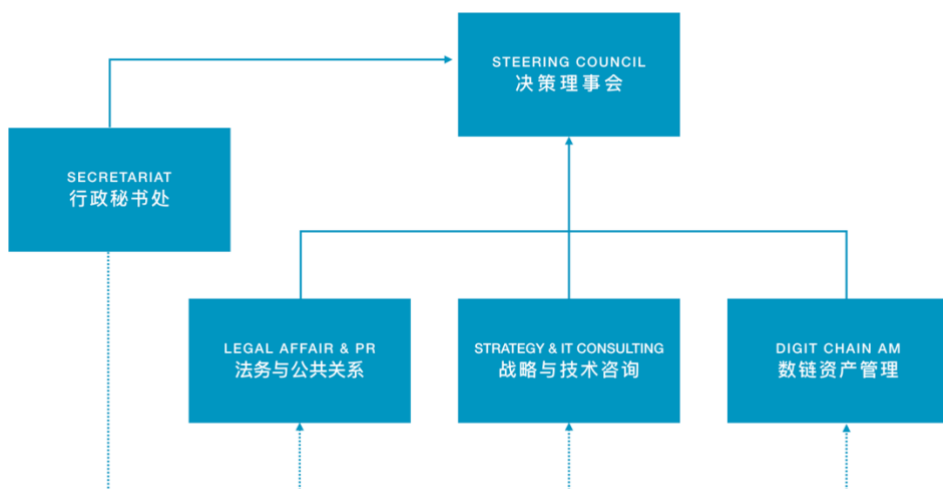 STEERING COUNCIL
决策理事会
SECRETARIAT
行政秘书处
LEGAL AFFAIR & PR
法务与公共关系
STRATEGY & IT CONSULTING
战略与技术咨询
DIGIT CHAIN AM
数链资产管理